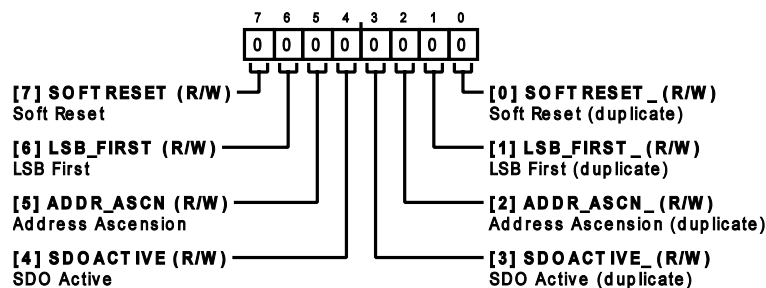 7 6 5 4 3 2 1 0
0 0 0 0 0 0 0 0
[7] SOFTRESET (R/W)
Soft Reset
[6] LSB_FIRST (R/W)
LSB First
[5] ADDR_ASCN (R/W)
Address Ascension
[4] SDOACTIVE (R/W)
SDO Active
[0] SOFTRESET_ (R/W)
Soft Reset (duplicate)
[1] LSB_FIRST_ (R/W)
LSB First (duplicate)
[2] ADDR_ASCN_ (R/W)
Address Ascension (duplicate)
[3] SDOACTIVE_ (R/W)
SDO Active (duplicate)